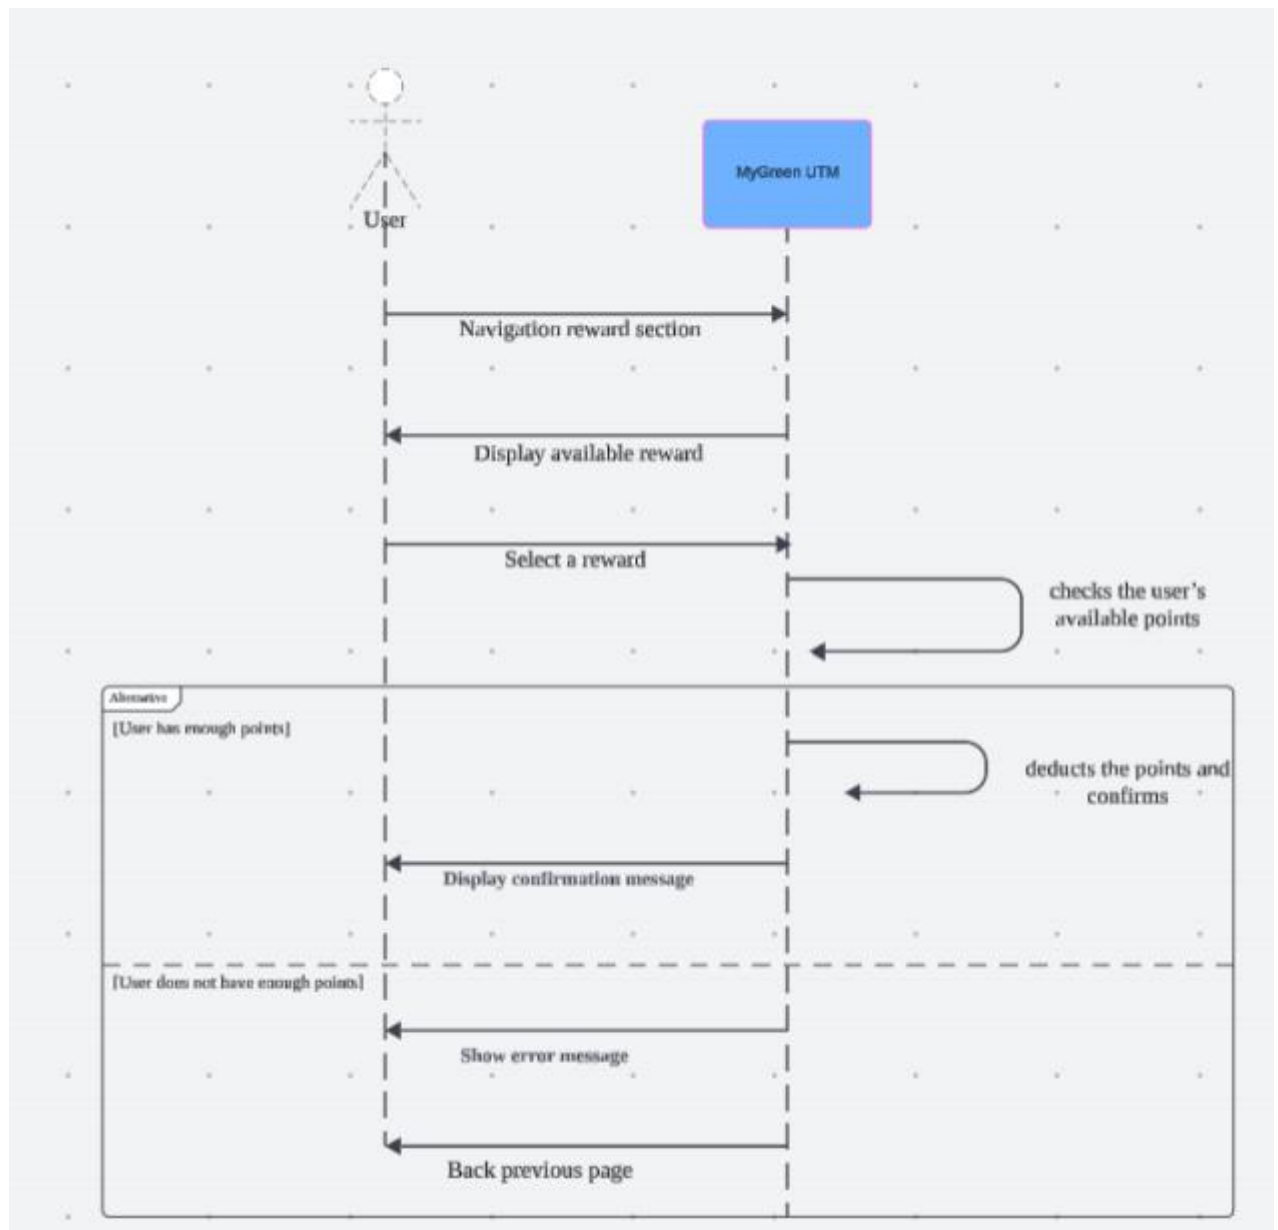 MyGreen UTM
User
Navigation reward section
Display available reward
Select a reward
checks the user's
available points
Alternative
[User has enough points]
deducts the points and
confirms
Display confirmation message
[User does not have enough points]
Show error message
Back previous page